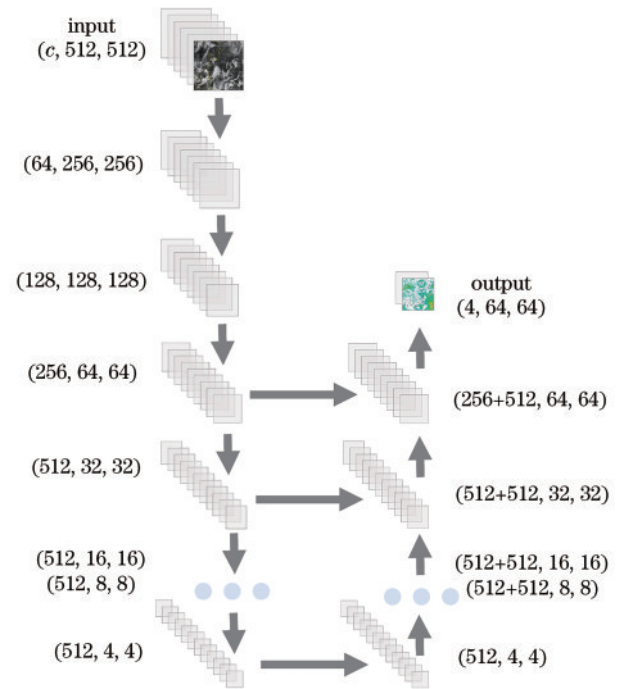 input
(c, 512, 512)
(64, 256, 256)
(128, 128, 128)
(256, 64, 64)
(512, 32, 32)
(512, 16, 16)
(512, 8, 8)
(512, 4, 4)
output
(4, 64, 64)
(256+512, 64, 64)
(512+512, 32, 32)
(512+512, 16, 16)
(512+512, 8, 8)
(512, 4, 4)